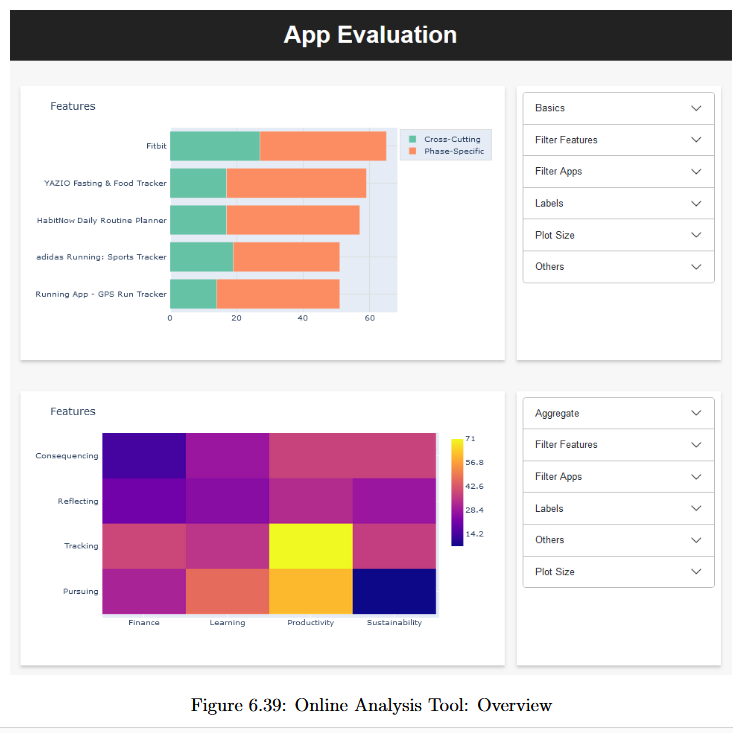 App Evaluation
Features
Cross-Cutting
Phase-Specific
Fitbit
YAZIO Fasting & Food Tracker
HabitNow Daily Routine Planner
adidas Running: Sports Tracker
Running App - GPS Run Tracker
0 20 40 60
Basics
Filter Features
Filter Apps
Labels
Plot Size
Others
Features
Consequencing
Reflecting
Tracking
Pursuing
Finance Learning Productivity Sustainability
71
56.8
42.6
28.4
14.2
Aggregate
Filter Features
Filter Apps
Labels
Others
Plot Size
Figure 6.39: Online Analysis Tool: Overview